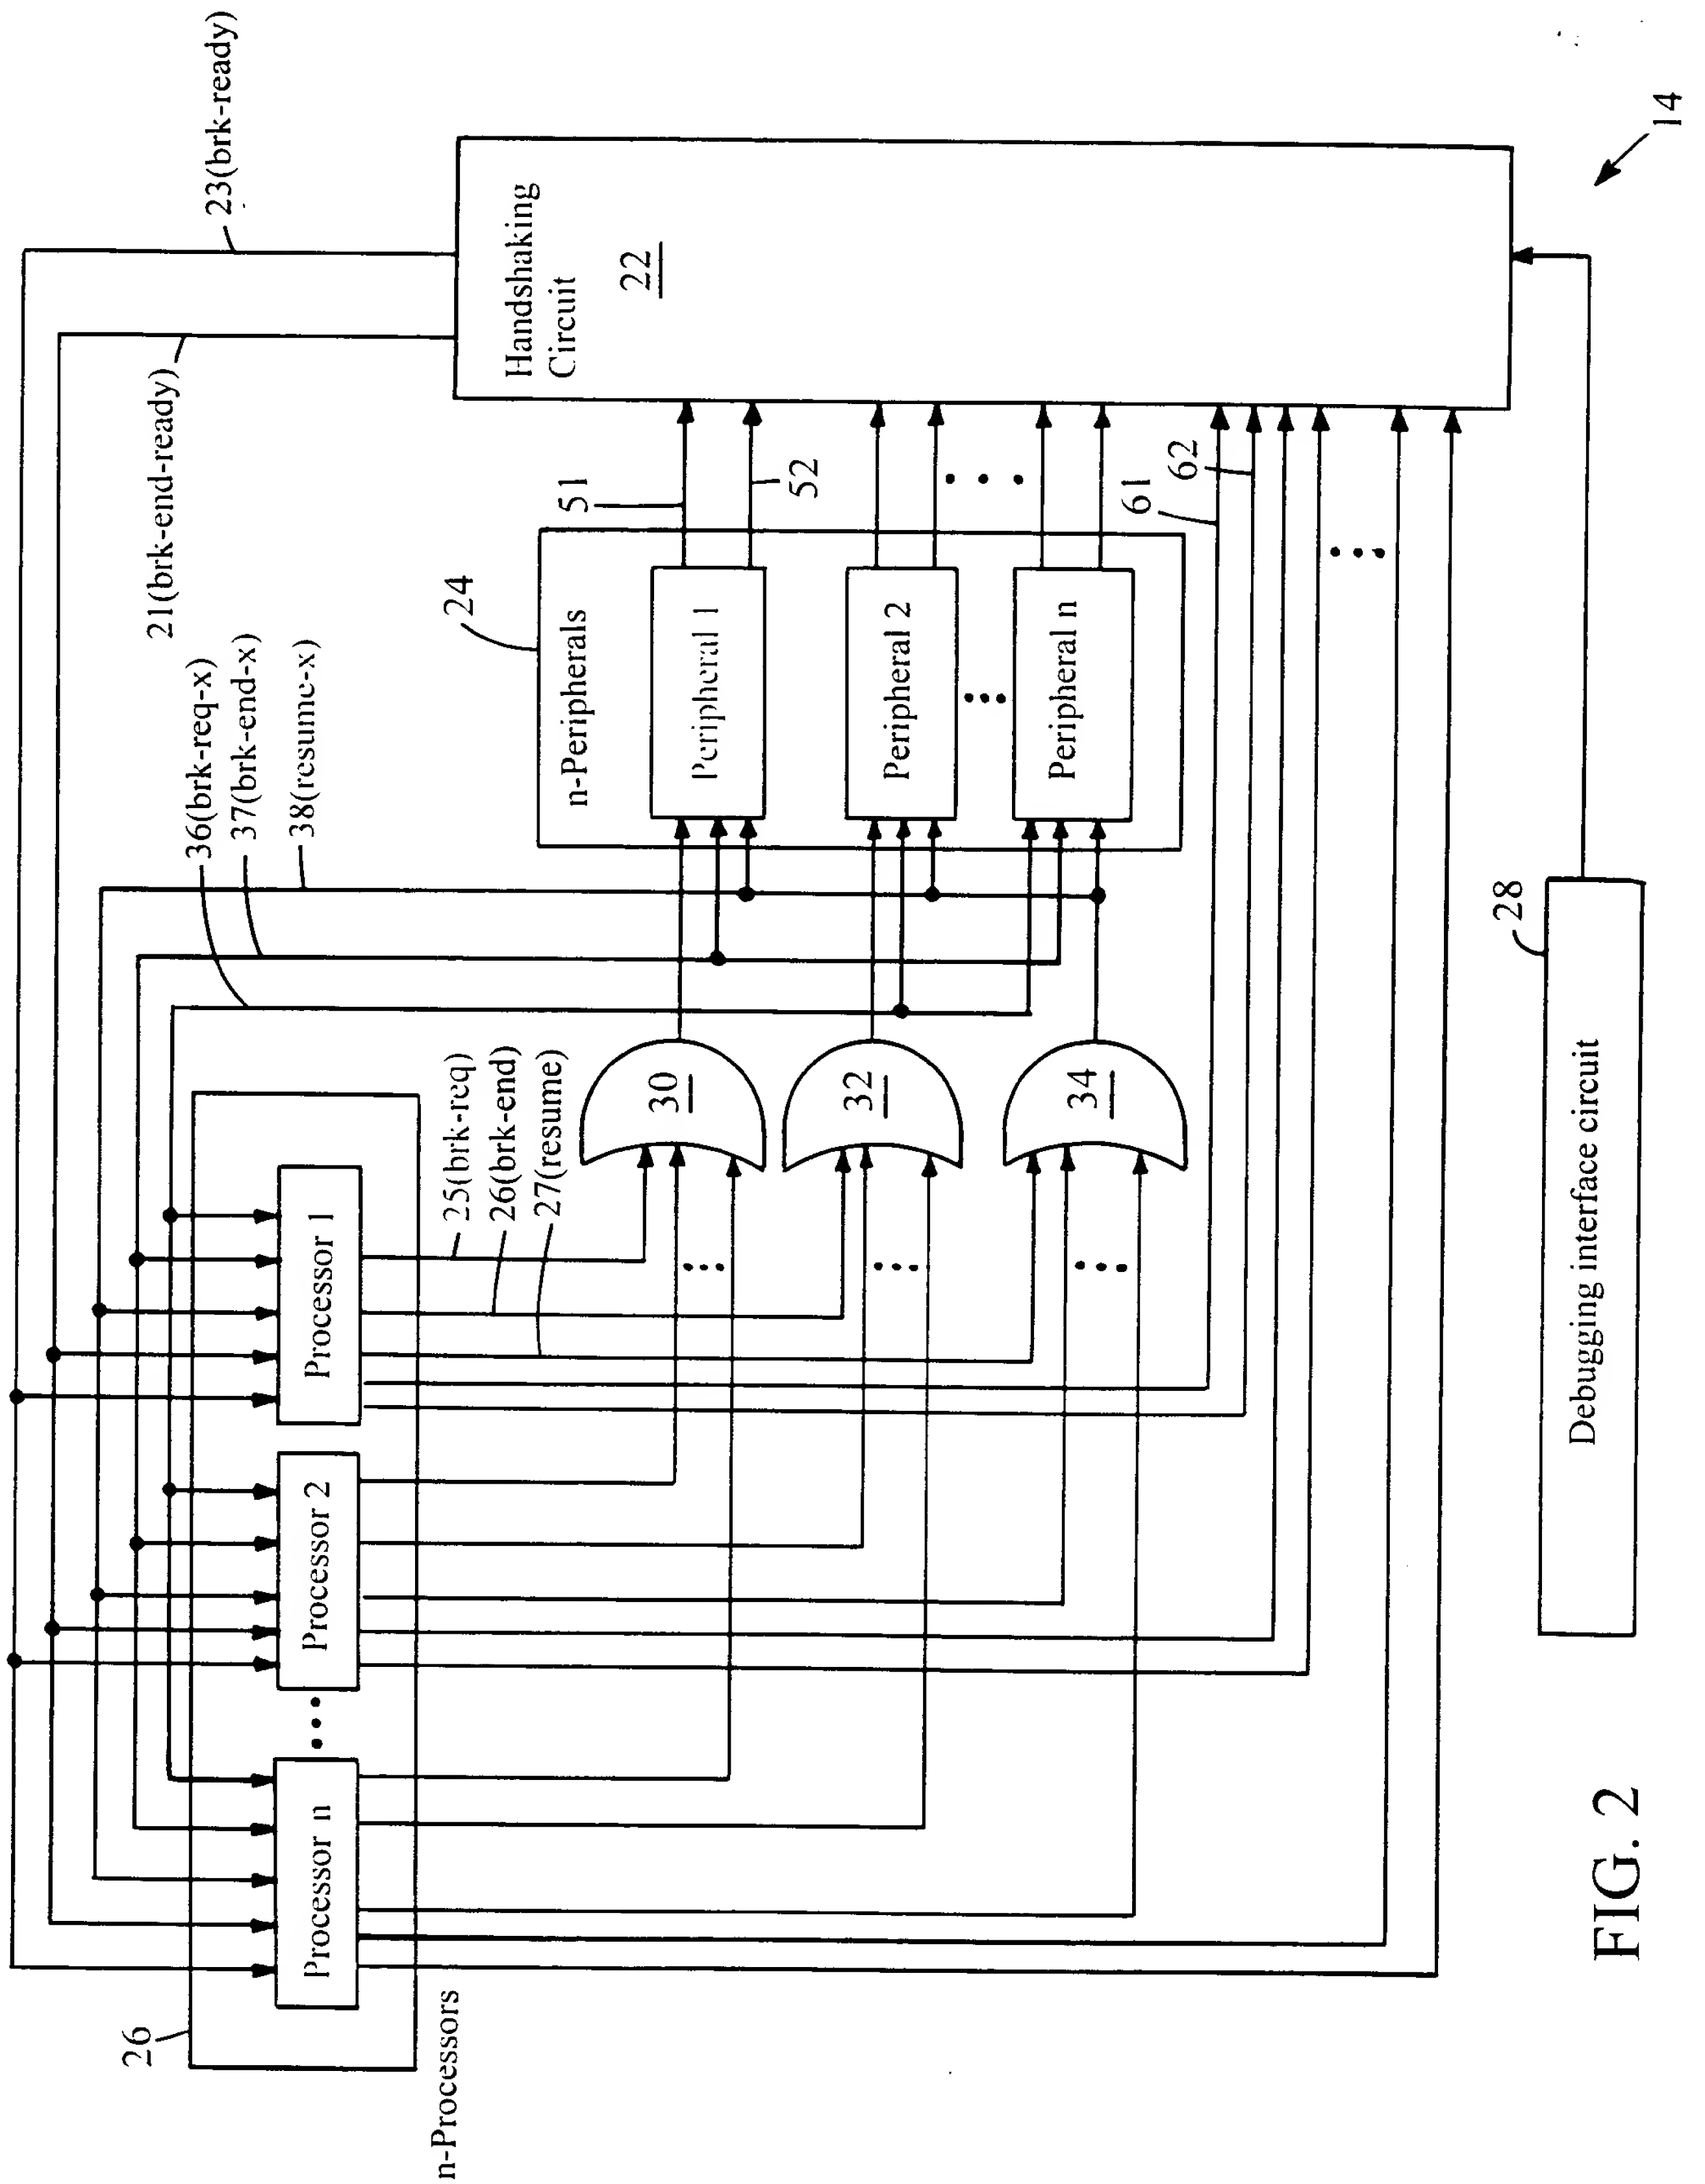 23(brk-ready)
21(brk-end-ready)
36(brk-req-x)
37(brk-end-x)
38(resume-x)
26
n-Processors
Processor n
Processor 2
Processor 1
25(brk-req)
26(brk-end)
27(resume)
30
32
34
24
n-Peripherals
Peripheral 1
Peripheral 2
Peripheral n
51
52
61
62
Handshaking
Circuit
22
28
Debugging interface circuit
14
FIG. 2